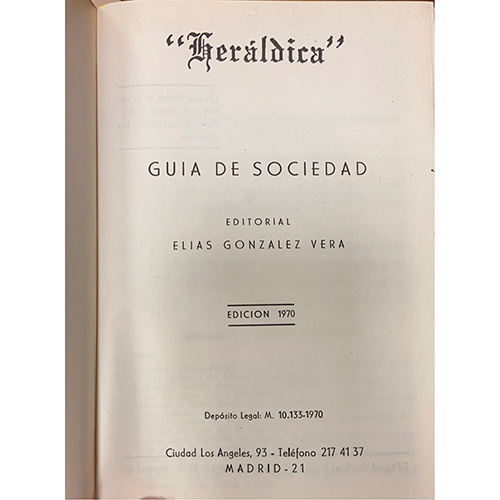 “Heráldica”
GUIA DE SOCIEDAD
EDITORIAL
ELIAS GONZALEZ VERA
EDICION 1970
Depósito Legal: M. 10.133-1970
Ciudad Los Angeles, 93 - Teléfono 217 41 37
MADRID-21